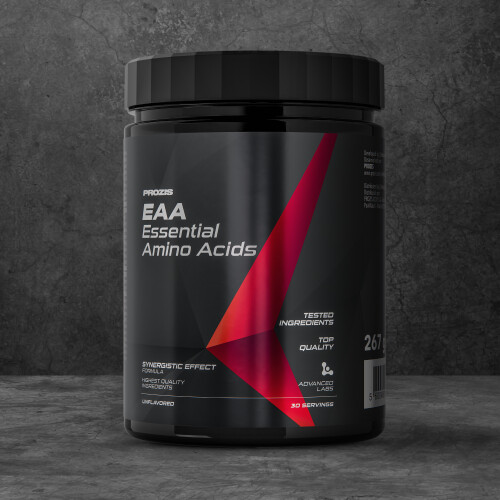 PROZIS
EAA
Essential
Amino Acids
TESTED
INGREDIENTS
TOP
QUALITY
SYNERGISTIC EFFECT
FORMULA
HIGHEST QUALITY
INGREDIENTS
ADVANCED
LABS
UNFLAVORED
30 SERVINGS
267